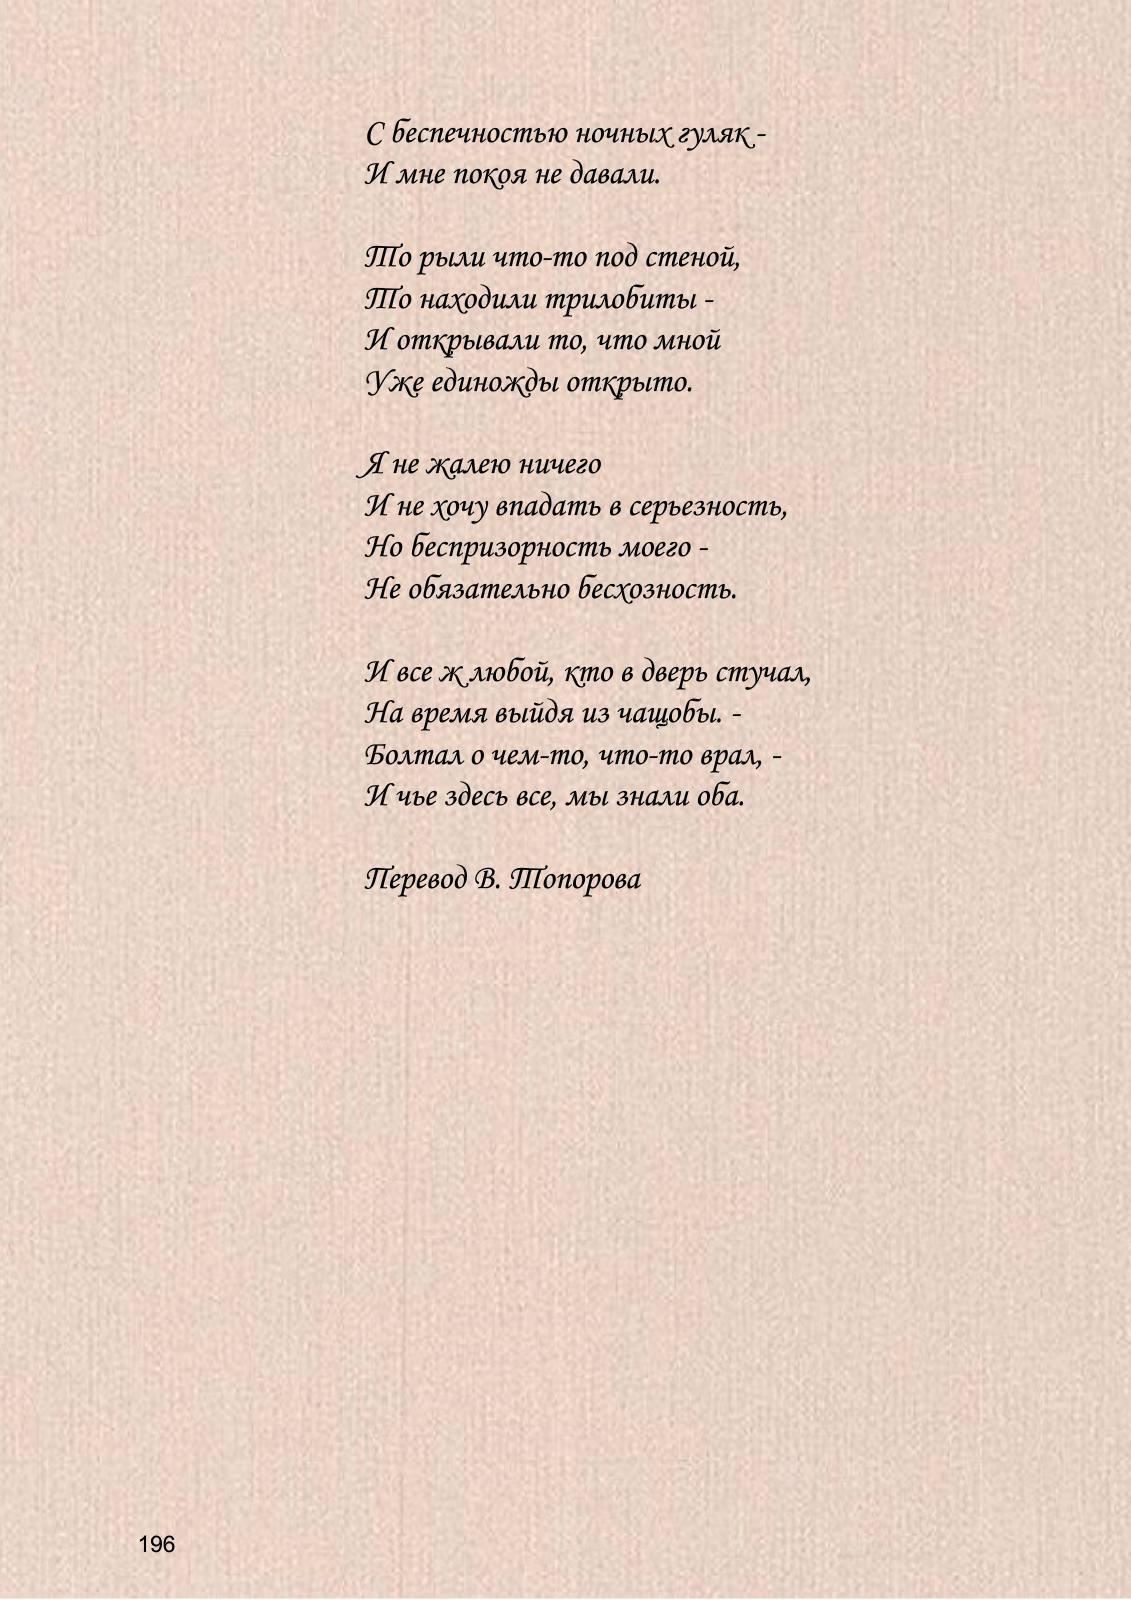 С беспечностью ночных гуляк -
И мне покоя не давали.
То рыли что-то под стеной,
То находили трилобиты -
И открывали то, что мной
Уже единожды открыто.
Я не жалею ничего
И не хочу впадать в серьезность,
Но беспризорность моего -
Не обязательно бесхозность.
И все ж любой, кто в дверь стучал,
На время выйдя из чащобы. -
Болтал о чем-то, что-то врал, -
И чье здесь все, мы знали оба.
Перевод В. Топорова
196